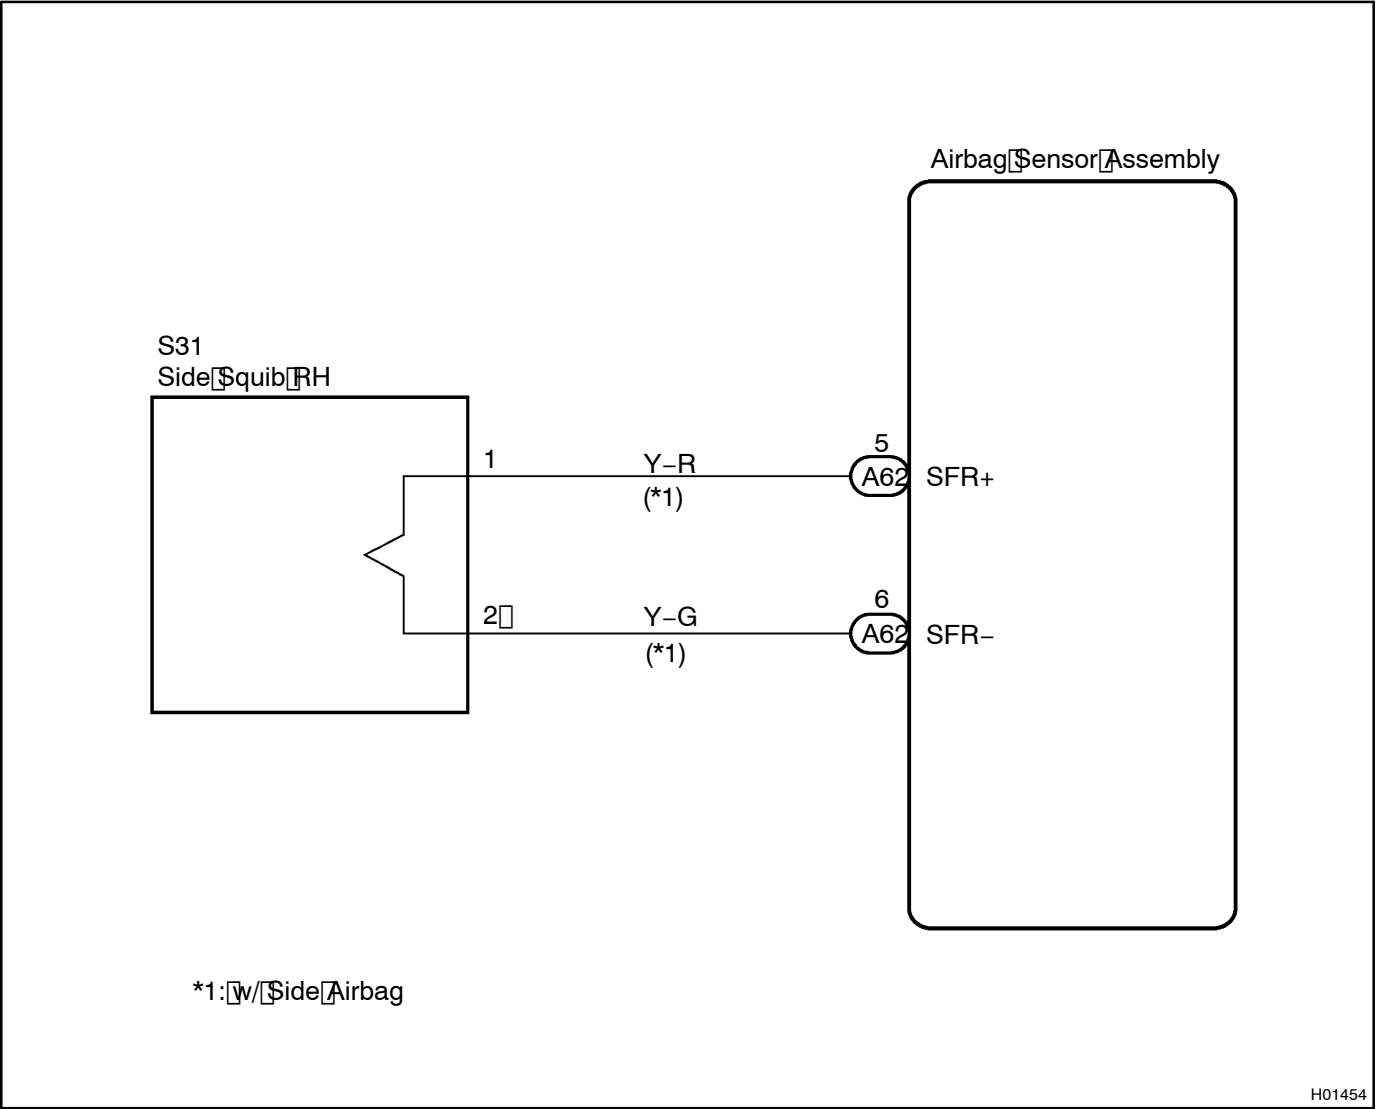 Airbag Sensor Assembly
S31
Side Squib RH
1
Y−R
(*1)
5
A62
SFR+
2
Y−G
(*1)
6
A62
SFR−
*1: w/ Side Airbag
H01454